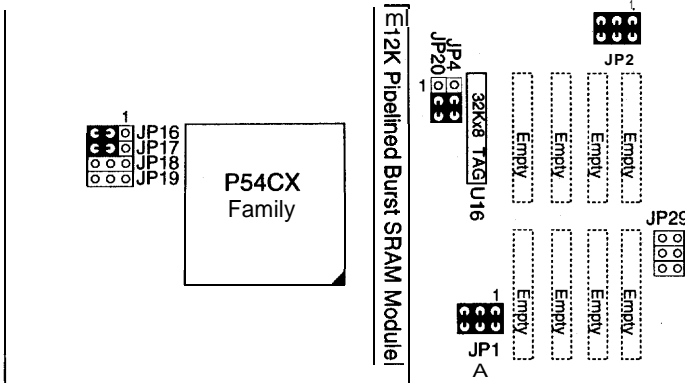 1
JP2
ml12K Pipelined Burst SRAM Module
JP20
JP4
1
32Kx8 TAG
U16
Empty
Empty
Empty
Empty
1
JP16
JP17
JP18
JP19
P54CX
Family
JP29
Empty
Empty
Empty
Empty
1
JP1
A